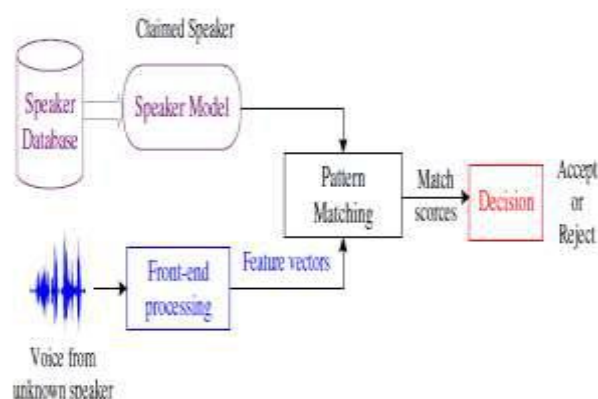 Claimed Speaker
Speaker
Database
Speaker Model
Pattern
Matching
Match
scorces
Decision
Accept
or
Reject
Front-end
processing
Feature vectors
Voice from
unknown speaker